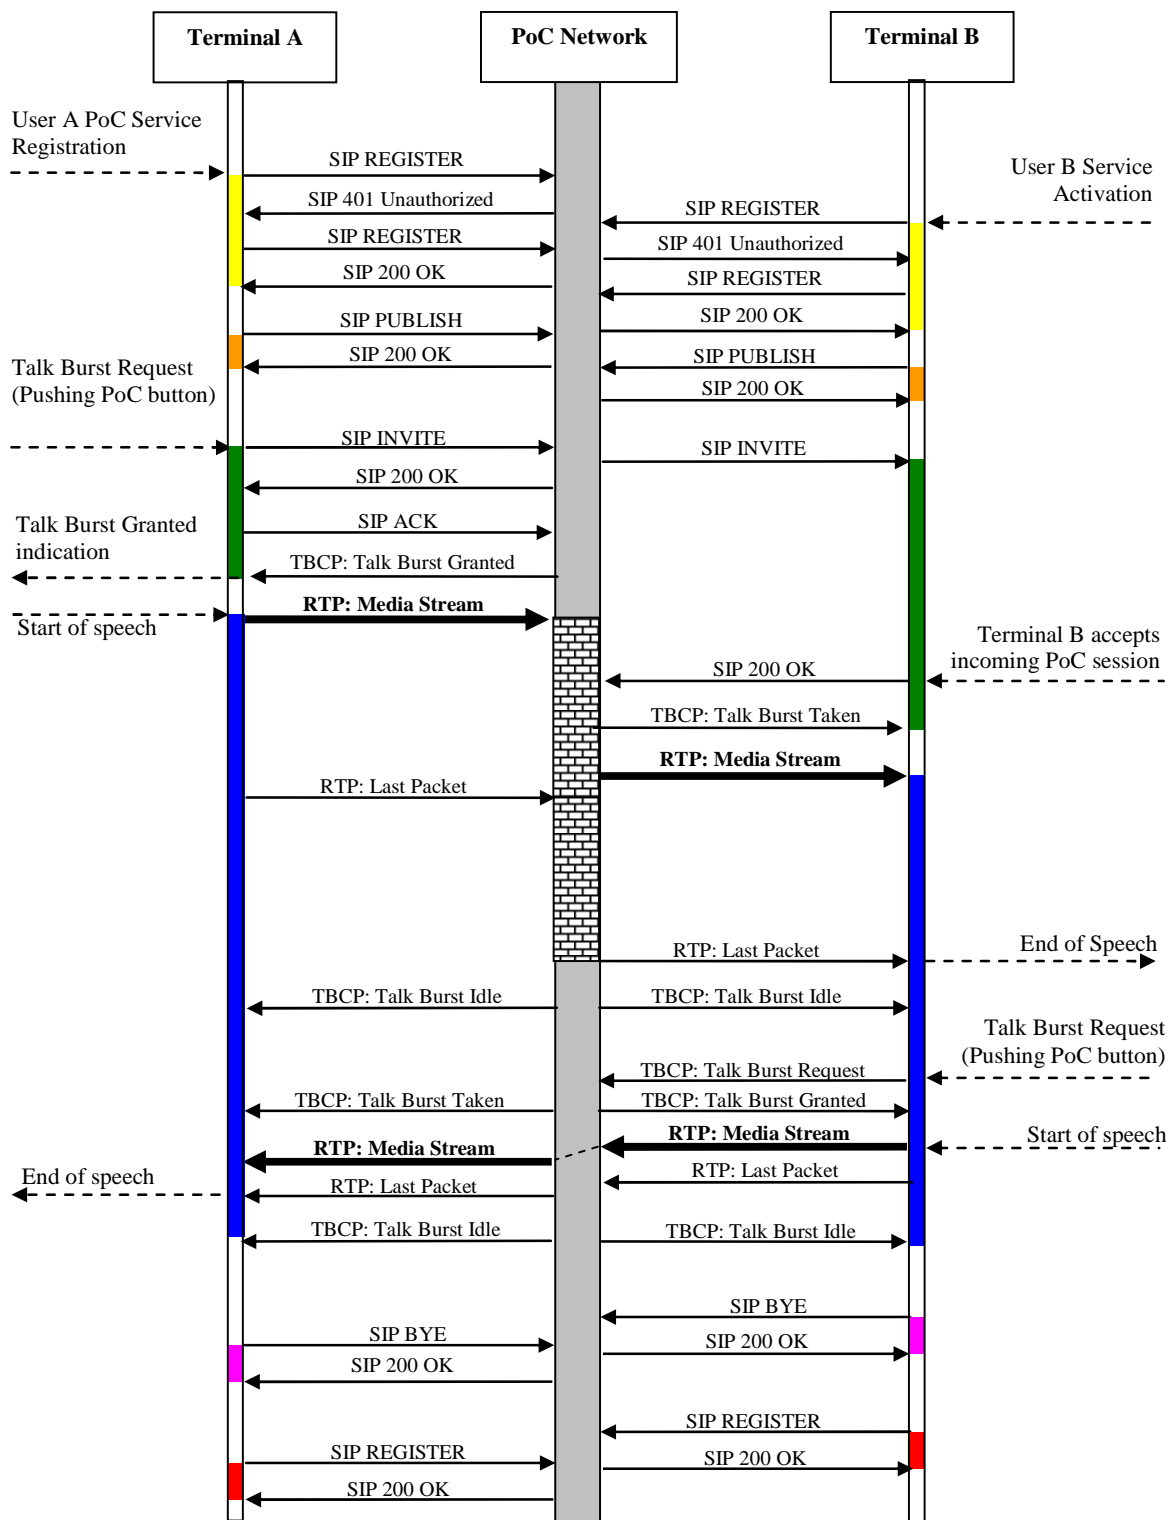 Terminal A
PoC Network
Terminal B
User A PoC Service
Registration
SIP REGISTER
User B Service
Activation
SIP 401 Unauthorized
SIP REGISTER
SIP REGISTER
SIP 401 Unauthorized
SIP 200 OK
SIP REGISTER
SIP PUBLISH
SIP 200 OK
SIP 200 OK
SIP PUBLISH
Talk Burst Request
(Pushing PoC button)
SIP 200 OK
SIP INVITE
SIP INVITE
SIP 200 OK
Talk Burst Granted
indication
SIP ACK
TBCP: Talk Burst Granted
RTP: Media Stream
Start of speech
Terminal B accepts
incoming PoC session
SIP 200 OK
TBCP: Talk Burst Taken
RTP: Media Stream
RTP: Last Packet
RTP: Last Packet
End of Speech
TBCP: Talk Burst Idle
TBCP: Talk Burst Idle
Talk Burst Request
(Pushing PoC button)
TBCP: Talk Burst Request
TBCP: Talk Burst Taken
TBCP: Talk Burst Granted
RTP: Media Stream
Start of speech
RTP: Media Stream
End of speech
RTP: Last Packet
RTP: Last Packet
TBCP: Talk Burst Idle
TBCP: Talk Burst Idle
SIP BYE
SIP BYE
SIP 200 OK
SIP 200 OK
SIP REGISTER
SIP REGISTER
SIP 200 OK
SIP 200 OK